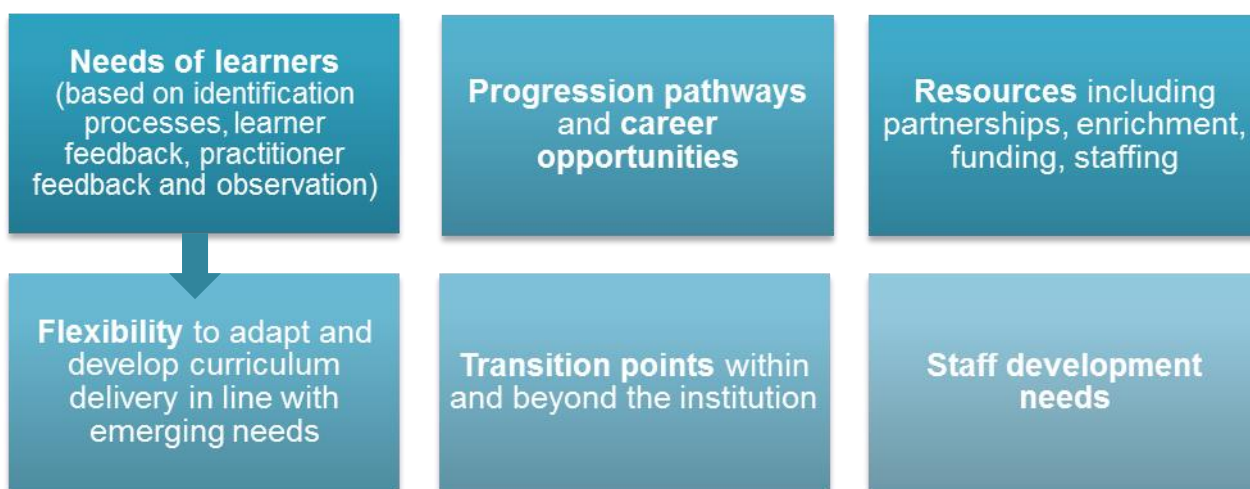 Needs of learners
(based on identification
processes, learner
feedback, practitioner
feedback and observation)
Progression pathways
and career
opportunities
Resources including
partnerships, enrichment,
funding, staffing
Flexibility to adapt and
develop curriculum
delivery in line with
emerging needs
Transition points within
and beyond the institution
Staff development
needs